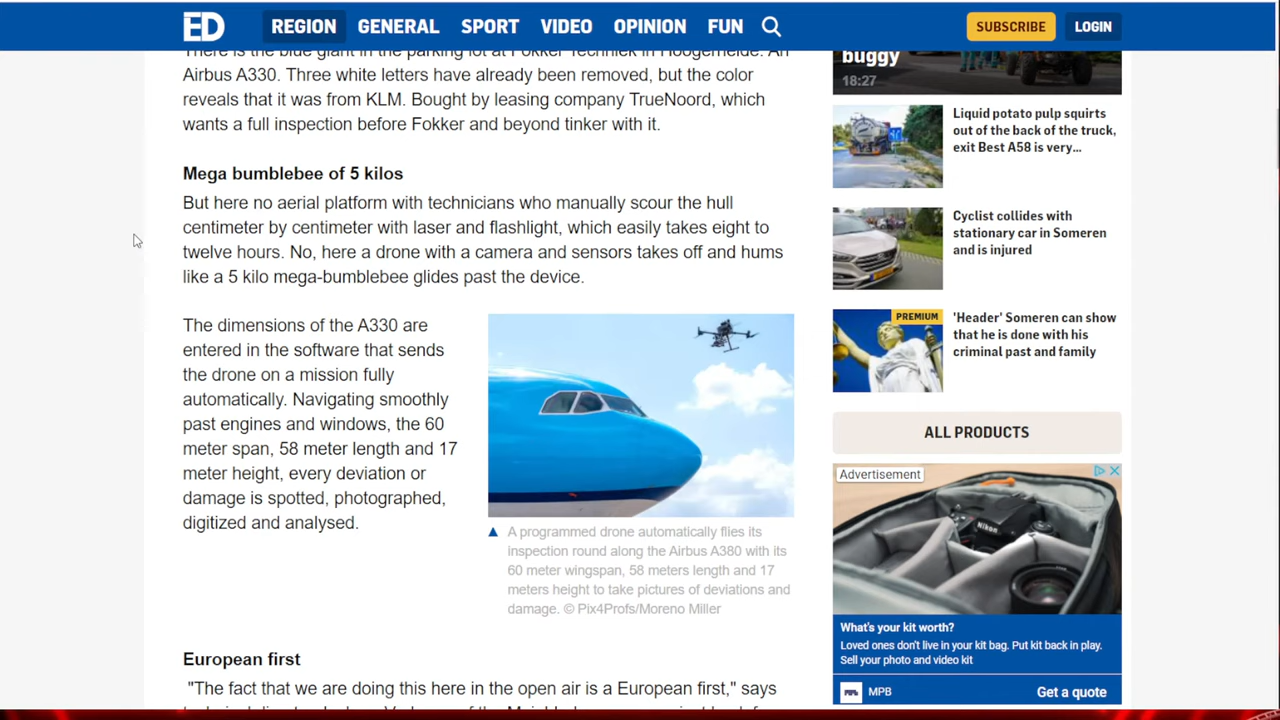 ED REGION GENERAL SPORT VIDEO OPINION FUN SUBSCRIBE LOGIN
There is the blue giant in the parking lot at Fokker Techniek in Hoogerheide. An
Airbus A330. Three white letters have already been removed, but the color
reveals that it was from KLM. Bought by leasing company TrueNoord, which
wants a full inspection before Fokker and beyond tinker with it.
Mega bumblebee of 5 kilos
But here no aerial platform with technicians who manually scour the hull
centimeter by centimeter with laser and flashlight, which easily takes eight to
twelve hours. No, here a drone with a camera and sensors takes off and hums
like a 5 kilo mega-bumblebee glides past the device.
The dimensions of the A330 are
entered in the software that sends
the drone on a mission fully
automatically. Navigating smoothly
past engines and windows, the 60
meter span, 58 meter length and 17
meter height, every deviation or
damage is spotted, photographed,
digitized and analysed.
▲ A programmed drone automatically flies its
inspection round along the Airbus A380 with its
60 meter wingspan, 58 meters length and 17
meters height to take pictures of deviations and
damage. © Pix4Profs/Moreno Miller
European first
"The fact that we are doing this here in the open air is a European first," says
buggy
18:27
Liquid potato pulp squirts
out of the back of the truck,
exit Best A58 is very...
Cyclist collides with
stationary car in Someren
and is injured
PREMIUM
'Header' Someren can show
that he is done with his
criminal past and family
ALL PRODUCTS
Advertisement
Nikon
What's your kit worth?
Loved ones don't live in your kit bag. Put kit back in play.
Sell your photo and video kit
MPB Get a quote